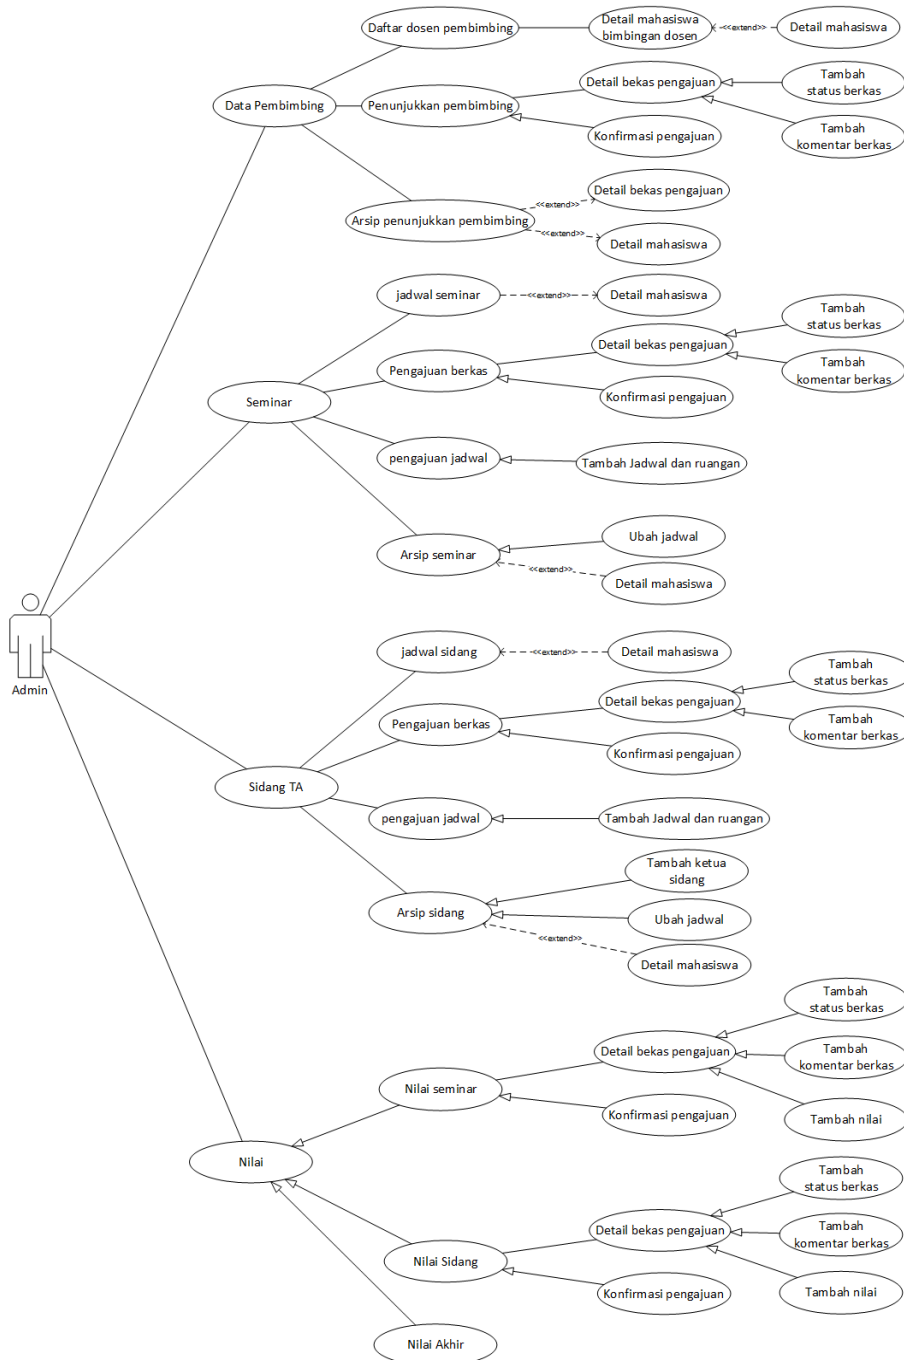 Daftar dosen pembimbing
Detail mahasiswa
bimbingan dosen
<<extend>>
Detail mahasiswa
Data Pembimbing
Penunjukkan pembimbing
Detail bekas pengajuan
Tambah
status berkas
Tambah
komentar berkas
Konfirmasi pengajuan
Arsip penunjukkan pembimbing
<<extend>>
Detail bekas pengajuan
<<extend>>
Detail mahasiswa
jadwal seminar
<<extend>>
Detail mahasiswa
Seminar
Pengajuan berkas
Detail bekas pengajuan
Tambah
status berkas
Tambah
komentar berkas
Konfirmasi pengajuan
pengajuan jadwal
Tambah Jadwal dan ruangan
Arsip seminar
Ubah jadwal
<<extend>>
Detail mahasiswa
Admin
jadwal sidang
<<extend>>
Detail mahasiswa
Sidang TA
Pengajuan berkas
Detail bekas pengajuan
Tambah
status berkas
Tambah
komentar berkas
Konfirmasi pengajuan
pengajuan jadwal
Tambah Jadwal dan ruangan
Arsip sidang
Tambah ketua
sidang
Ubah jadwal
<<extend>>
Detail mahasiswa
Nilai
Nilai seminar
Detail bekas pengajuan
Tambah
status berkas
Tambah
komentar berkas
Tambah nilai
Konfirmasi pengajuan
Nilai Sidang
Detail bekas pengajuan
Tambah
status berkas
Tambah
komentar berkas
Tambah nilai
Konfirmasi pengajuan
Nilai Akhir